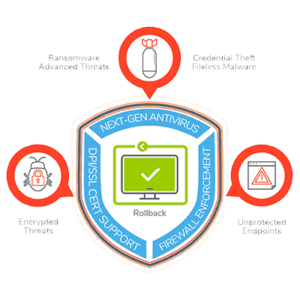 Ransomware
Advanced Threats
Credential Theft
Fileless Malware
NEXT-GEN ANTIVIRUS
DPI/SSL CERT SUPPORT
FIREWALL ENFORCEMENT
Rollback
Encrypted
Threats
Unprotected
Endpoints